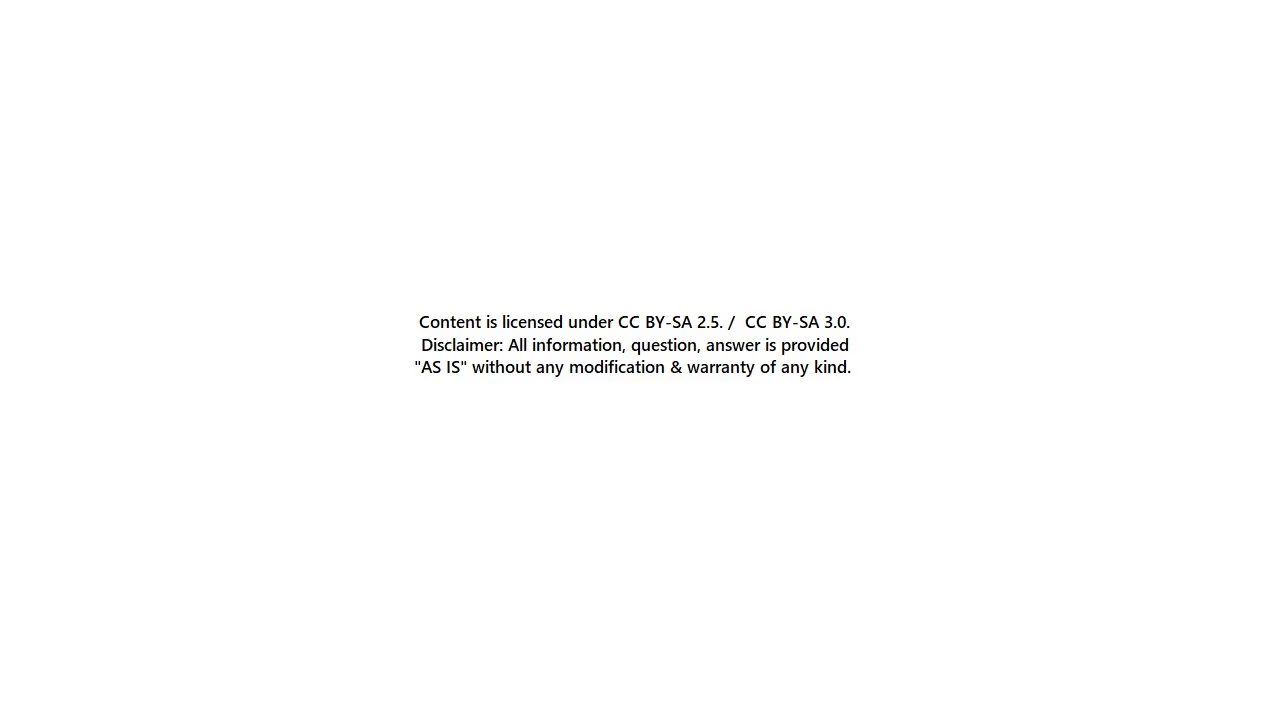 Content is licensed under CC BY-SA 2.5. /  CC BY-SA 3.0.
Disclaimer: All information, question, answer is provided
"AS IS" without any modification & warranty of any kind.